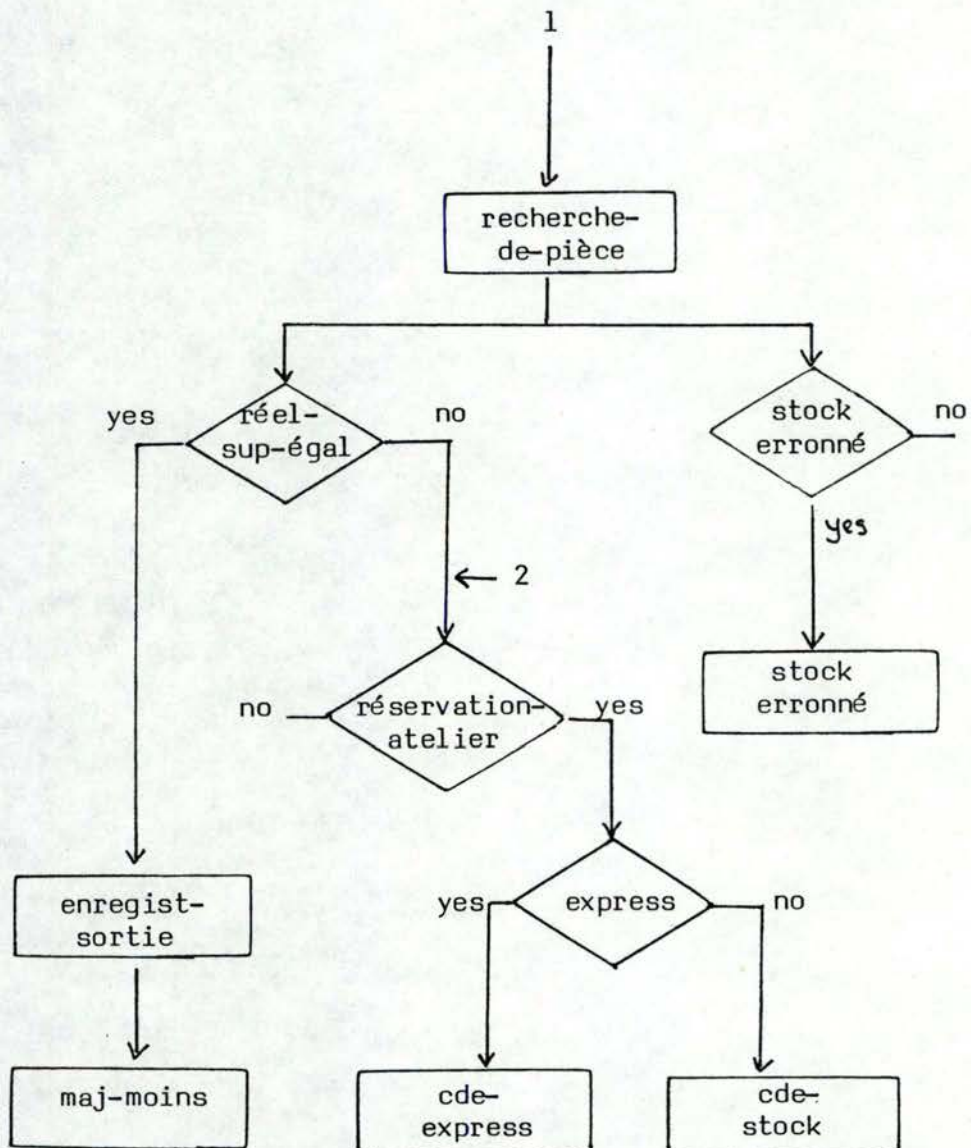 1
recherche-
de-pièce
yes
réel-
sup-égal
no
stock
erronné
no
yes
2
stock
erronné
no
réservation-
atelier
yes
enregist-
sortie
yes
express
no
maj-moins
cde-
express
cde-
stock